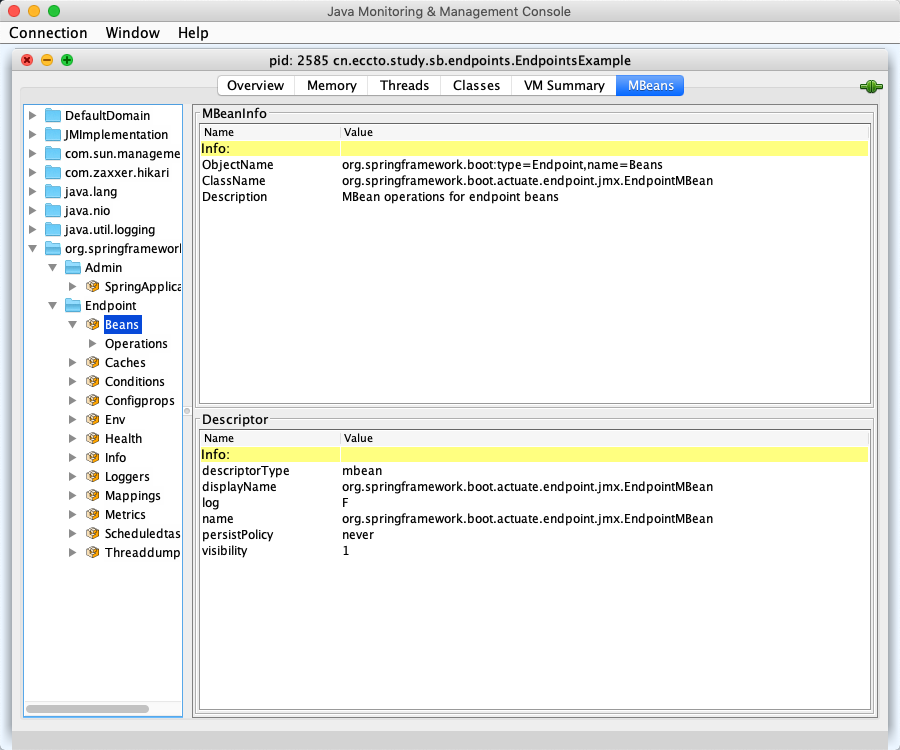 Java Monitoring & Management Console
Connection Window Help
pid: 2585 cn.eccto.study.sb.endpoints.EndpointsExample
Overview Memory Threads Classes VM Summary MBeans
DefaultDomain
JMImplementation
com.sun.manageme
com.zaxxer.hikari
java.lang
java.nio
java.util.logging
org.springframework
Admin
SpringApplica
Endpoint
Beans
Operations
Caches
Conditions
Configprops
Env
Health
Info
Loggers
Mappings
Metrics
Scheduledtas
Threaddump
MBeanInfo
Name Value
Info:
ObjectName org.springframework.boot:type=Endpoint,name=Beans
ClassName org.springframework.boot.actuate.endpoint.jmx.EndpointMBean
Description MBean operations for endpoint beans
Descriptor
Name Value
Info:
descriptorType mbean
displayName org.springframework.boot.actuate.endpoint.jmx.EndpointMBean
log F
name org.springframework.boot.actuate.endpoint.jmx.EndpointMBean
persistPolicy never
visibility 1